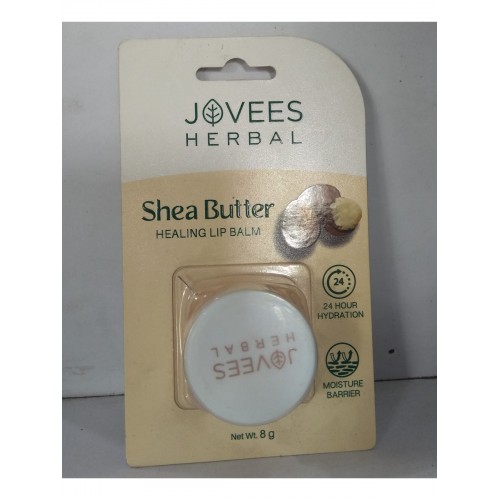 JOVEES
HERBAL
Shea Butter
HEALING LIP BALM
24
24 HOUR
HYDRATION
JOVEES
HERBAL
MOISTURE
BARRIER
Net Wt. 8 g